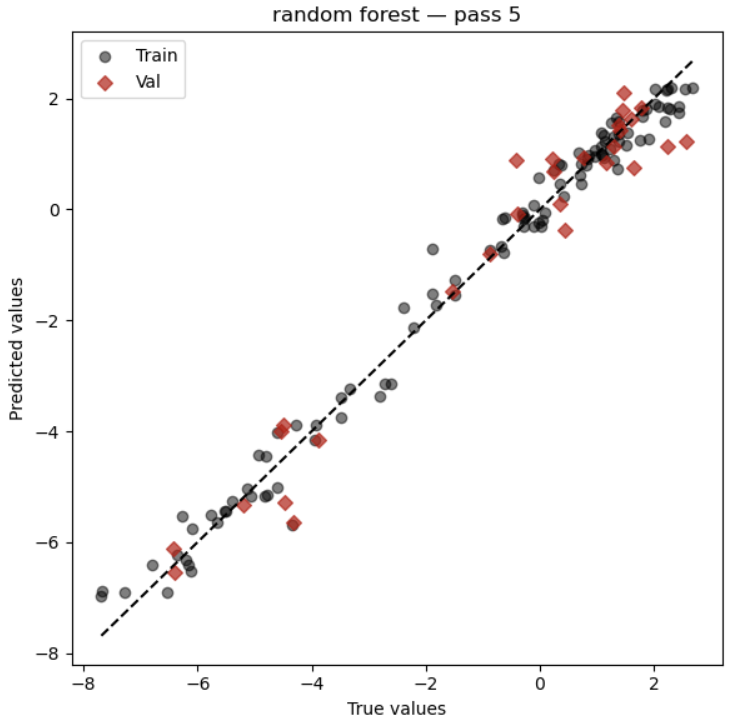 random forest — pass 5
Train
Val
2
0
−2
−4
−6
−8
Predicted values
−8
−6
−4
−2
0
2
True values